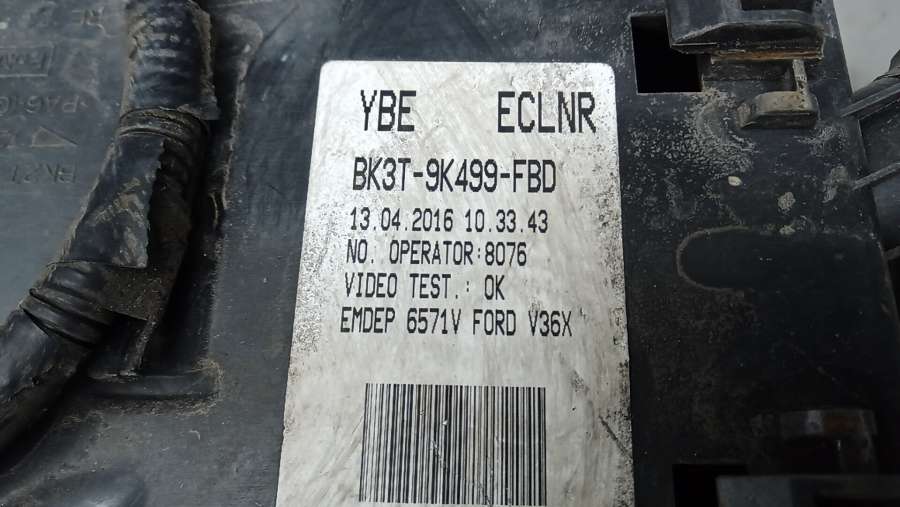 YBE ECLNR
BK3T-9K499-FBD
13.04.2016 10.33.43
NO. OPERATOR:8076
VIDEO TEST.: OK
EMDEP 6571V FORD V36X